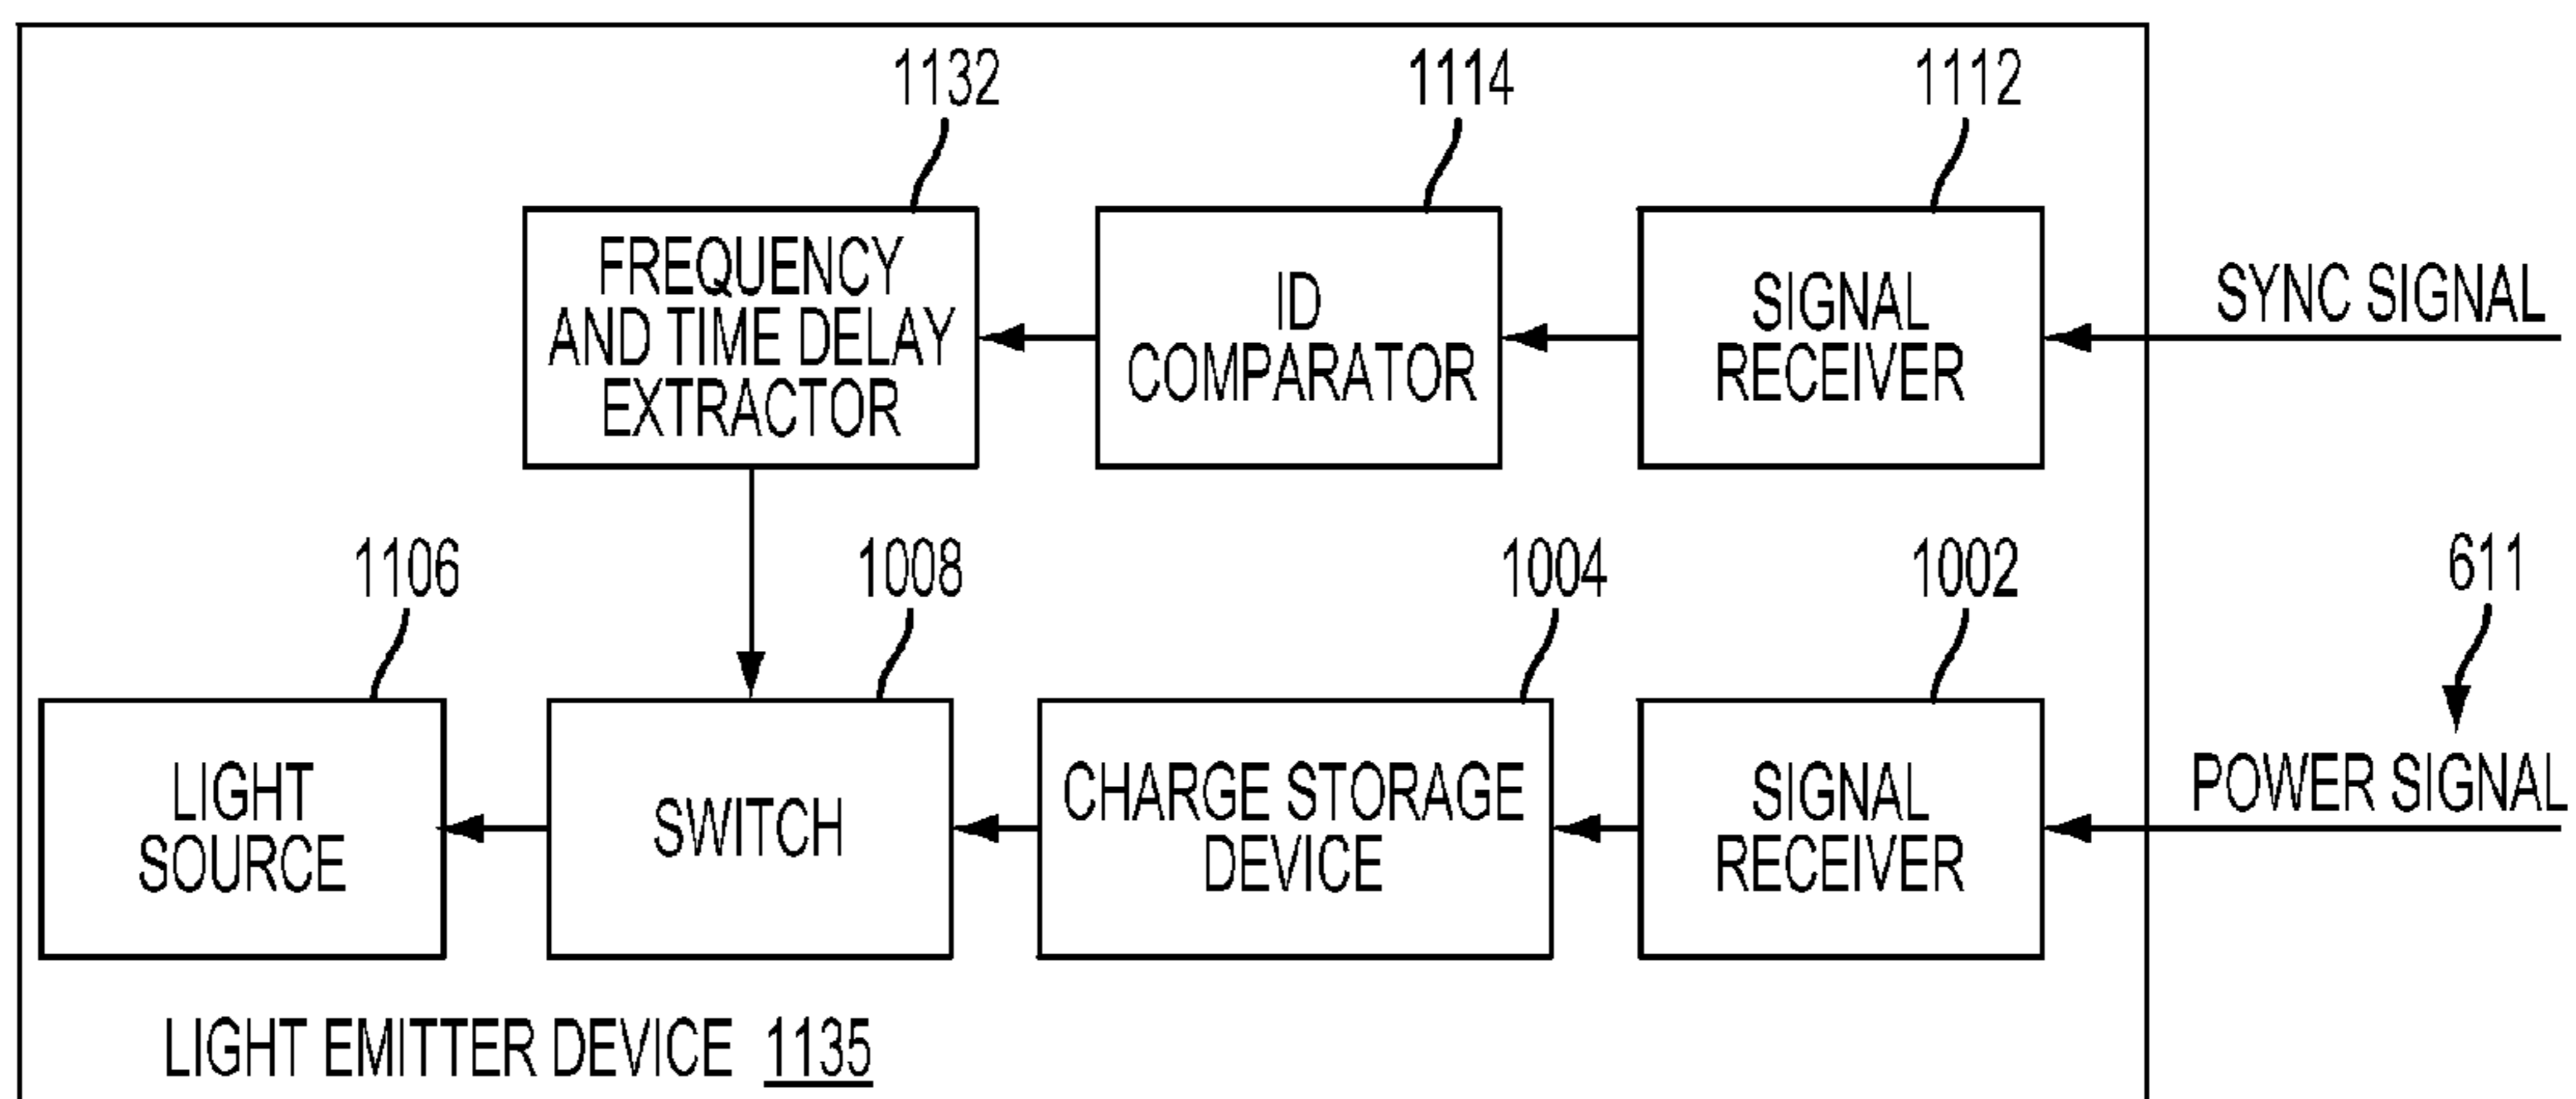 1132
1114
1112
FREQUENCY
AND TIME DELAY
EXTRACTOR
ID
COMPARATOR
SIGNAL
RECEIVER
SYNC SIGNAL
1106
1008
1004
1002
611
LIGHT
SOURCE
SWITCH
CHARGE STORAGE
DEVICE
SIGNAL
RECEIVER
POWER SIGNAL
LIGHT EMITTER DEVICE 1135